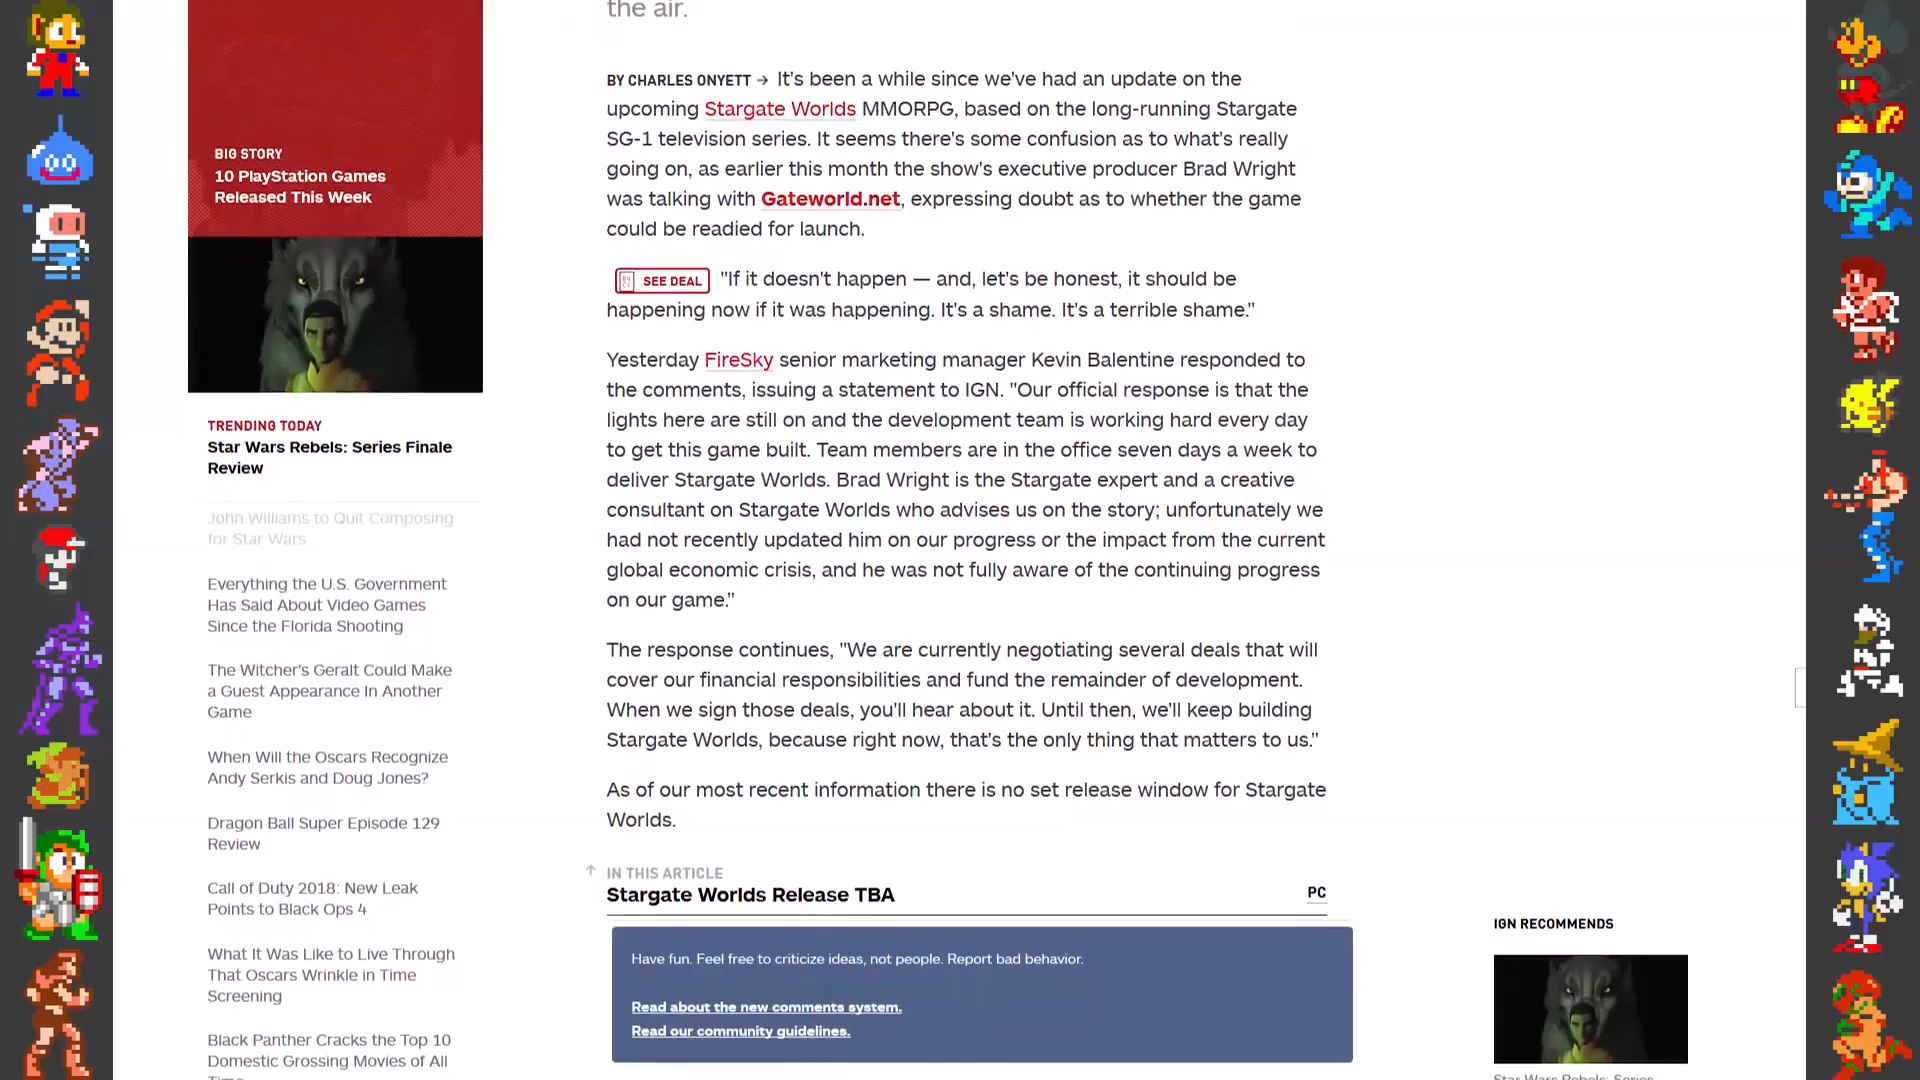 the air.
BIG STORY
10 PlayStation Games
Released This Week
TRENDING TODAY
Star Wars Rebels: Series Finale
Review
John Williams to Quit Composing
for Star Wars
Everything the U.S. Government
Has Said About Video Games
Since the Florida Shooting
The Witcher's Geralt Could Make
a Guest Appearance In Another
Game
When Will the Oscars Recognize
Andy Serkis and Doug Jones?
Dragon Ball Super Episode 129
Review
Call of Duty 2018: New Leak
Points to Black Ops 4
What It Was Like to Live Through
That Oscars Wrinkle in Time
Screening
Black Panther Cracks the Top 10
Domestic Grossing Movies of All
Time
BY CHARLES ONYETT → It's been a while since we've had an update on the
upcoming Stargate Worlds MMORPG, based on the long-running Stargate
SG-1 television series. It seems there's some confusion as to what's really
going on, as earlier this month the show's executive producer Brad Wright
was talking with Gateworld.net, expressing doubt as to whether the game
could be readied for launch.
SEE DEAL "If it doesn't happen — and, let's be honest, it should be
happening now if it was happening. It's a shame. It's a terrible shame."
Yesterday FireSky senior marketing manager Kevin Balentine responded to
the comments, issuing a statement to IGN. "Our official response is that the
lights here are still on and the development team is working hard every day
to get this game built. Team members are in the office seven days a week to
deliver Stargate Worlds. Brad Wright is the Stargate expert and a creative
consultant on Stargate Worlds who advises us on the story; unfortunately we
had not recently updated him on our progress or the impact from the current
global economic crisis, and he was not fully aware of the continuing progress
on our game."
The response continues, "We are currently negotiating several deals that will
cover our financial responsibilities and fund the remainder of development.
When we sign those deals, you'll hear about it. Until then, we'll keep building
Stargate Worlds, because right now, that's the only thing that matters to us."
As of our most recent information there is no set release window for Stargate
Worlds.
IN THIS ARTICLE
Stargate Worlds Release TBA
PC
Have fun. Feel free to criticize ideas, not people. Report bad behavior.
Read about the new comments system.
Read our community guidelines.
IGN RECOMMENDS
Star Wars Rebels: Series